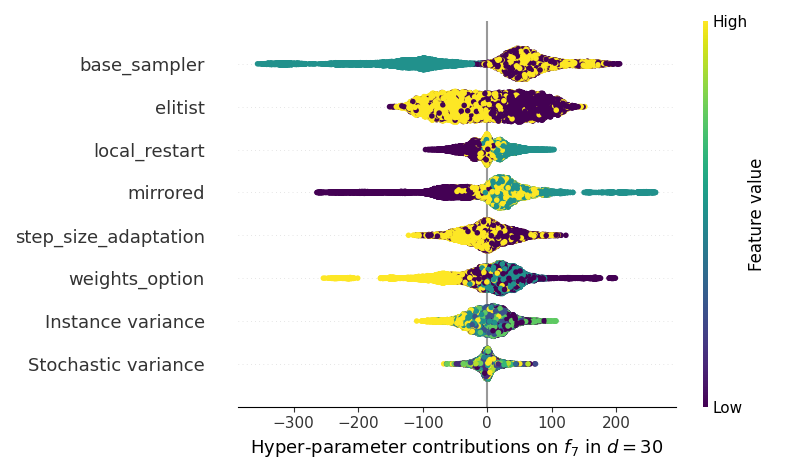 High
base_sampler
elitist
local_restart
mirrored
step_size_adaptation
weights_option
Instance variance
Stochastic variance
Feature value
Low
−300 −200 −100 0 100 200
Hyper-parameter contributions on f₇ in d = 30